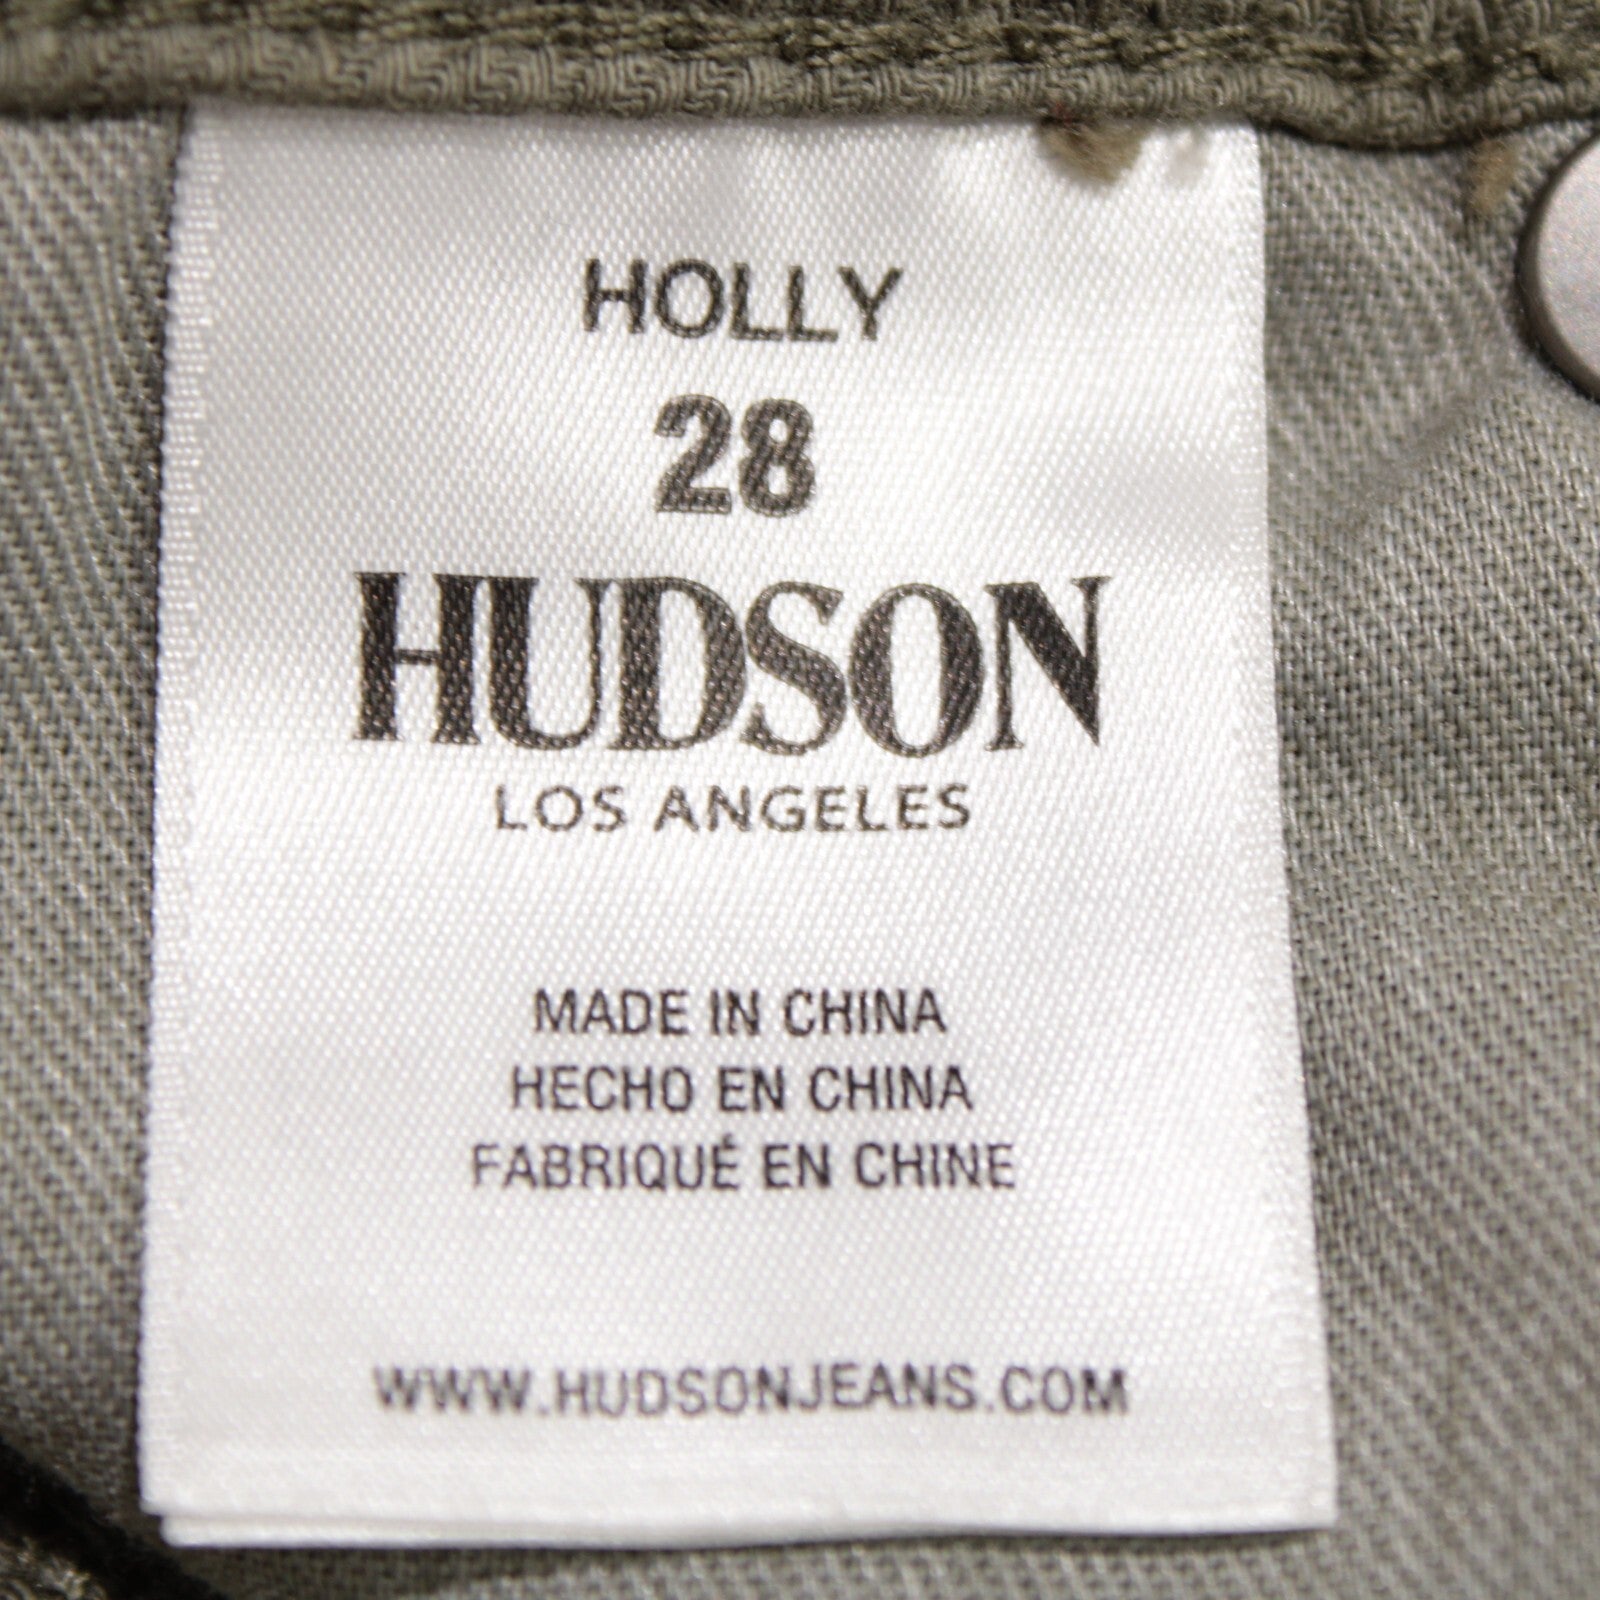 HOLLY
28
HUDSON
LOS ANGELES
MADE IN CHINA
HECHO EN CHINA
FABRIQUÉ EN CHINE
WWW.HUDSONJEANS.COM